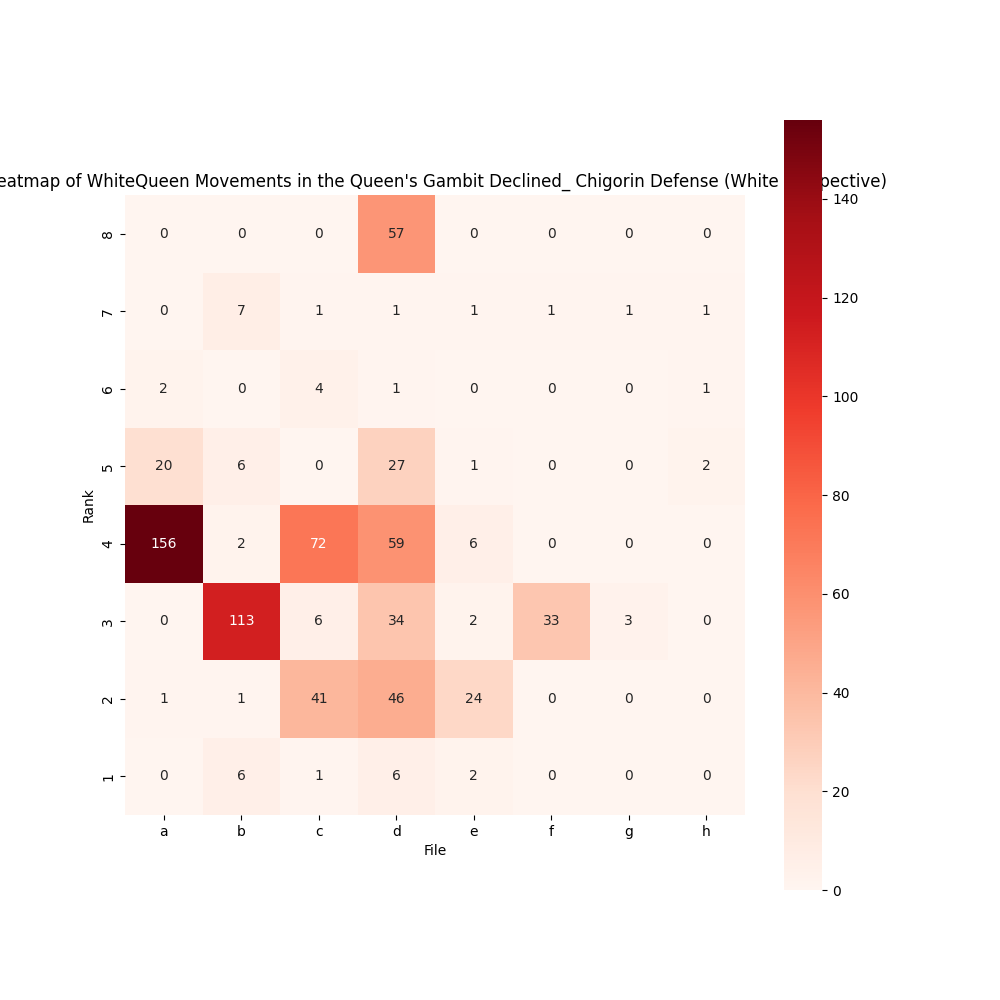 eatmap of WhiteQueen Movements in the Queen's Gambit Declined_ Chigorin Defense (White pective)
8 0 0 0 57 0 0 0 0
7 0 7 1 1 1 1 1 1
6 2 0 4 1 0 0 0 1
5 20 6 0 27 1 0 0 2
4 156 2 72 59 6 0 0 0
3 0 113 6 34 2 33 3 0
2 1 1 41 46 24 0 0 0
1 0 6 1 6 2 0 0 0
a b c d e f g h
File
Rank
140
120
100
80
60
40
20
0